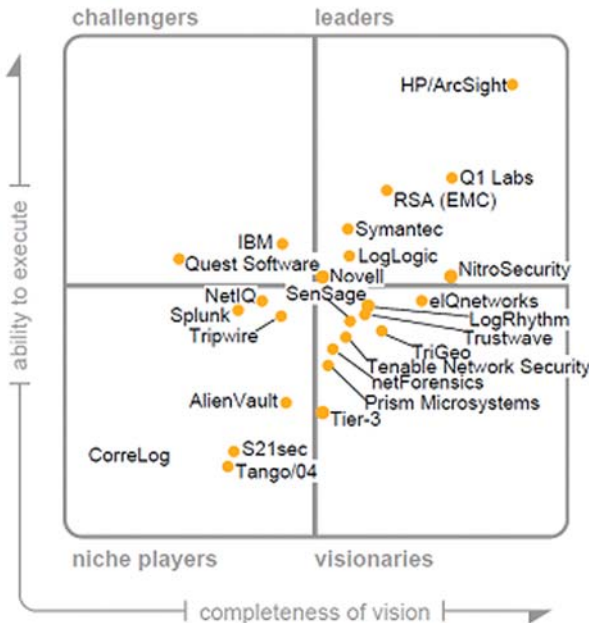 challengers
leaders
HP/ArcSight
Q1 Labs
RSA (EMC)
Symantec
IBM
LogLogic
Quest Software
NitroSecurity
Novell
SenSage
NetIQ
eIQnetworks
Splunk
LogRhythm
Tripwire
Trustwave
TriGeo
Tenable Network Security
netForensics
AlienVault
Prism Microsystems
Tier-3
CorreLog
S21sec
Tango/04
niche players
visionaries
completeness of vision
ability to execute